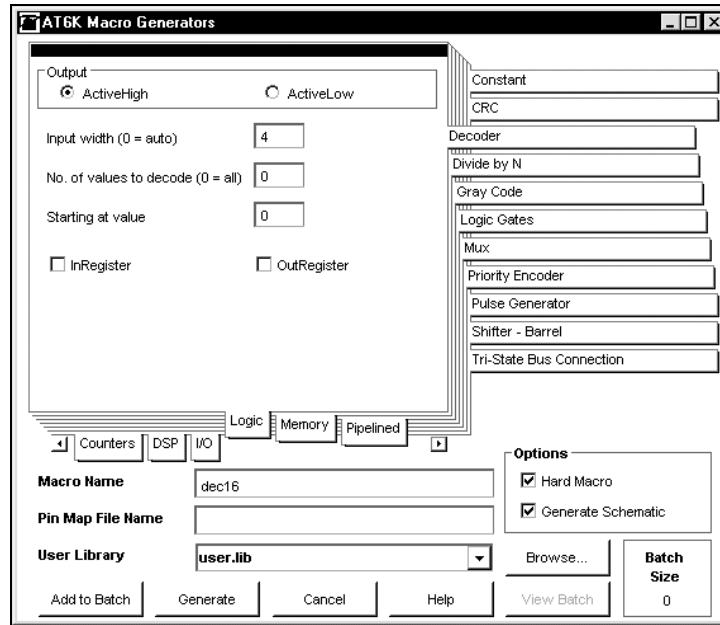 AT6K Macro Generators
Output
ActiveHigh
ActiveLow
Input width (0 = auto)
4
No. of values to decode (0 = all)
0
Starting at value
0
InRegister
OutRegister
Constant
CRC
Decoder
Divide by N
Gray Code
Logic Gates
Mux
Priority Encoder
Pulse Generator
Shifter - Barrel
Tri-State Bus Connection
Counters
DSP
I/O
Logic
Memory
Pipelined
Macro Name
dec16
Pin Map File Name
User Library
user.lib
Options
Hard Macro
Generate Schematic
Browse...
Batch
Size
0
Add to Batch
Generate
Cancel
Help
View Batch